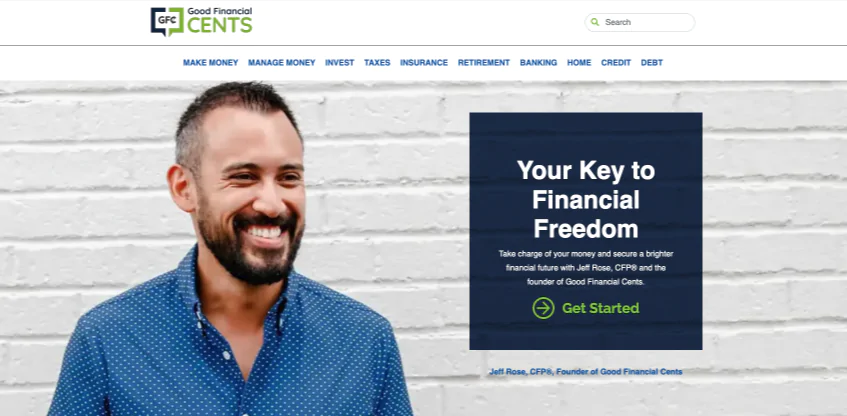 GFC
Good Financial
CENTS
Search
MAKE MONEY MANAGE MONEY INVEST TAXES INSURANCE RETIREMENT BANKING HOME CREDIT DEBT
Your Key to
Financial
Freedom
Take charge of your money and secure a brighter
financial future with Jeff Rose, CFP® and the
founder of Good Financial Cents.
Get Started
Jeff Rose, CFP®, Founder of Good Financial Cents